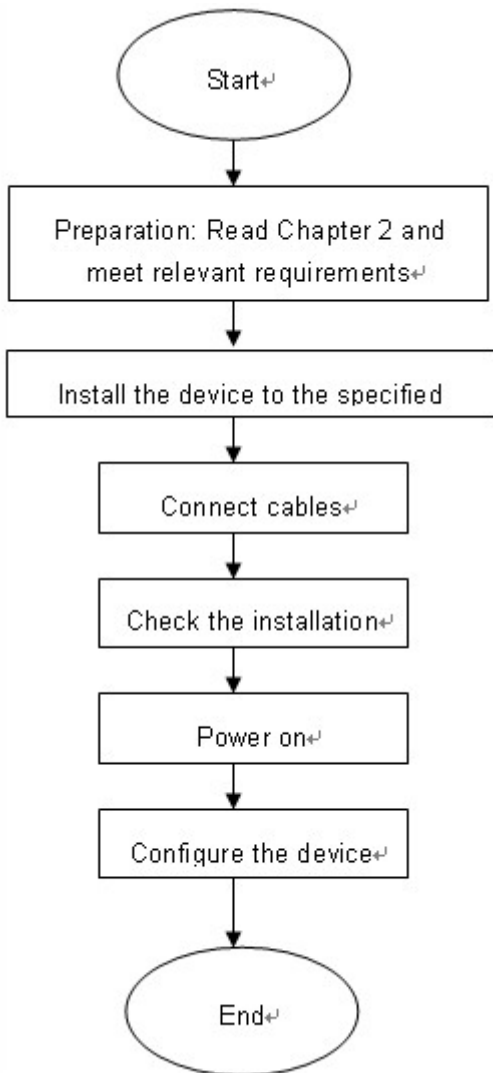 Start↵
Preparation: Read Chapter 2 and
meet relevant requirements↵
Install the device to the specified
Connect cables↵
Check the installation↵
Power on↵
Configure the device↵
End↵